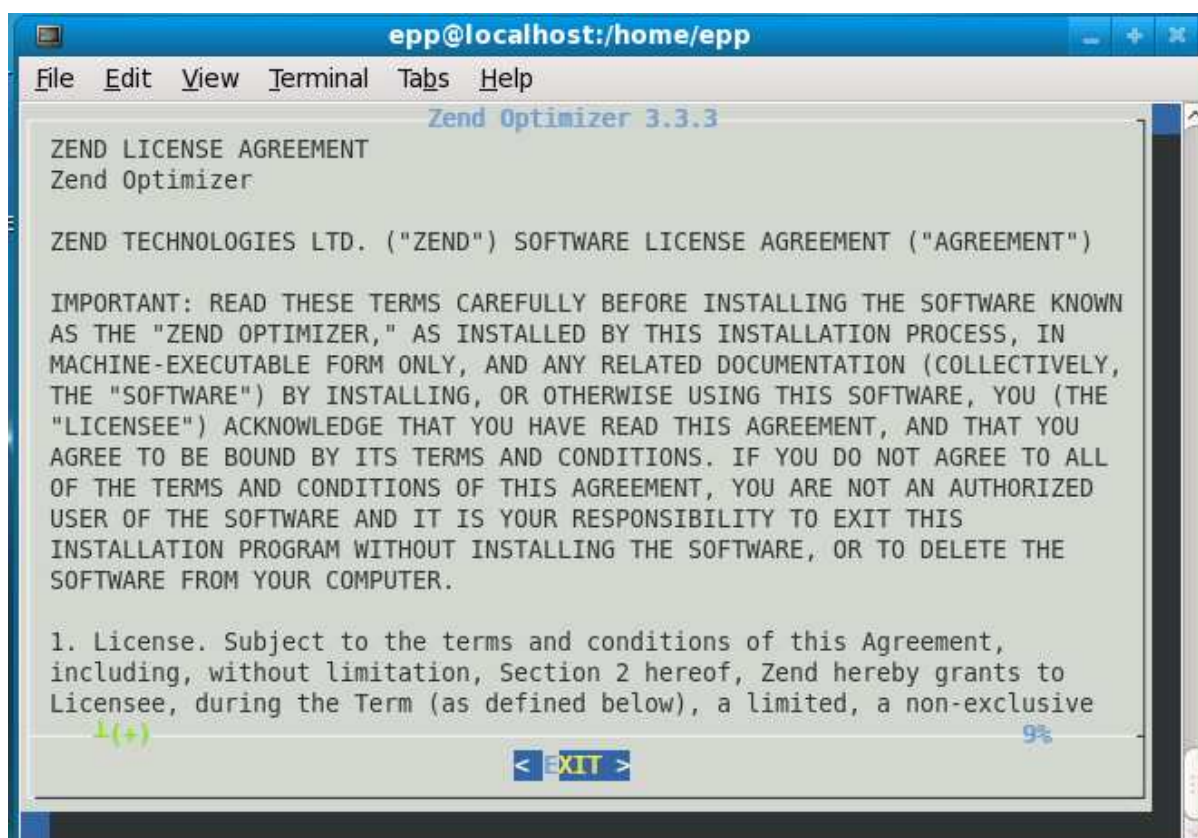 epp@localhost:/home/epp
File Edit View Terminal Tabs Help
Zend Optimizer 3.3.3
ZEND LICENSE AGREEMENT
Zend Optimizer
ZEND TECHNOLOGIES LTD. ("ZEND") SOFTWARE LICENSE AGREEMENT ("AGREEMENT")
IMPORTANT: READ THESE TERMS CAREFULLY BEFORE INSTALLING THE SOFTWARE KNOWN
AS THE "ZEND OPTIMIZER," AS INSTALLED BY THIS INSTALLATION PROCESS, IN
MACHINE-EXECUTABLE FORM ONLY, AND ANY RELATED DOCUMENTATION (COLLECTIVELY,
THE "SOFTWARE") BY INSTALLING, OR OTHERWISE USING THIS SOFTWARE, YOU (THE
"LICENSEE") ACKNOWLEDGE THAT YOU HAVE READ THIS AGREEMENT, AND THAT YOU
AGREE TO BE BOUND BY ITS TERMS AND CONDITIONS. IF YOU DO NOT AGREE TO ALL
OF THE TERMS AND CONDITIONS OF THIS AGREEMENT, YOU ARE NOT AN AUTHORIZED
USER OF THE SOFTWARE AND IT IS YOUR RESPONSIBILITY TO EXIT THIS
INSTALLATION PROGRAM WITHOUT INSTALLING THE SOFTWARE, OR TO DELETE THE
SOFTWARE FROM YOUR COMPUTER.
1. License. Subject to the terms and conditions of this Agreement,
including, without limitation, Section 2 hereof, Zend hereby grants to
Licensee, during the Term (as defined below), a limited, a non-exclusive
┴(+) 9%
< EXIT >